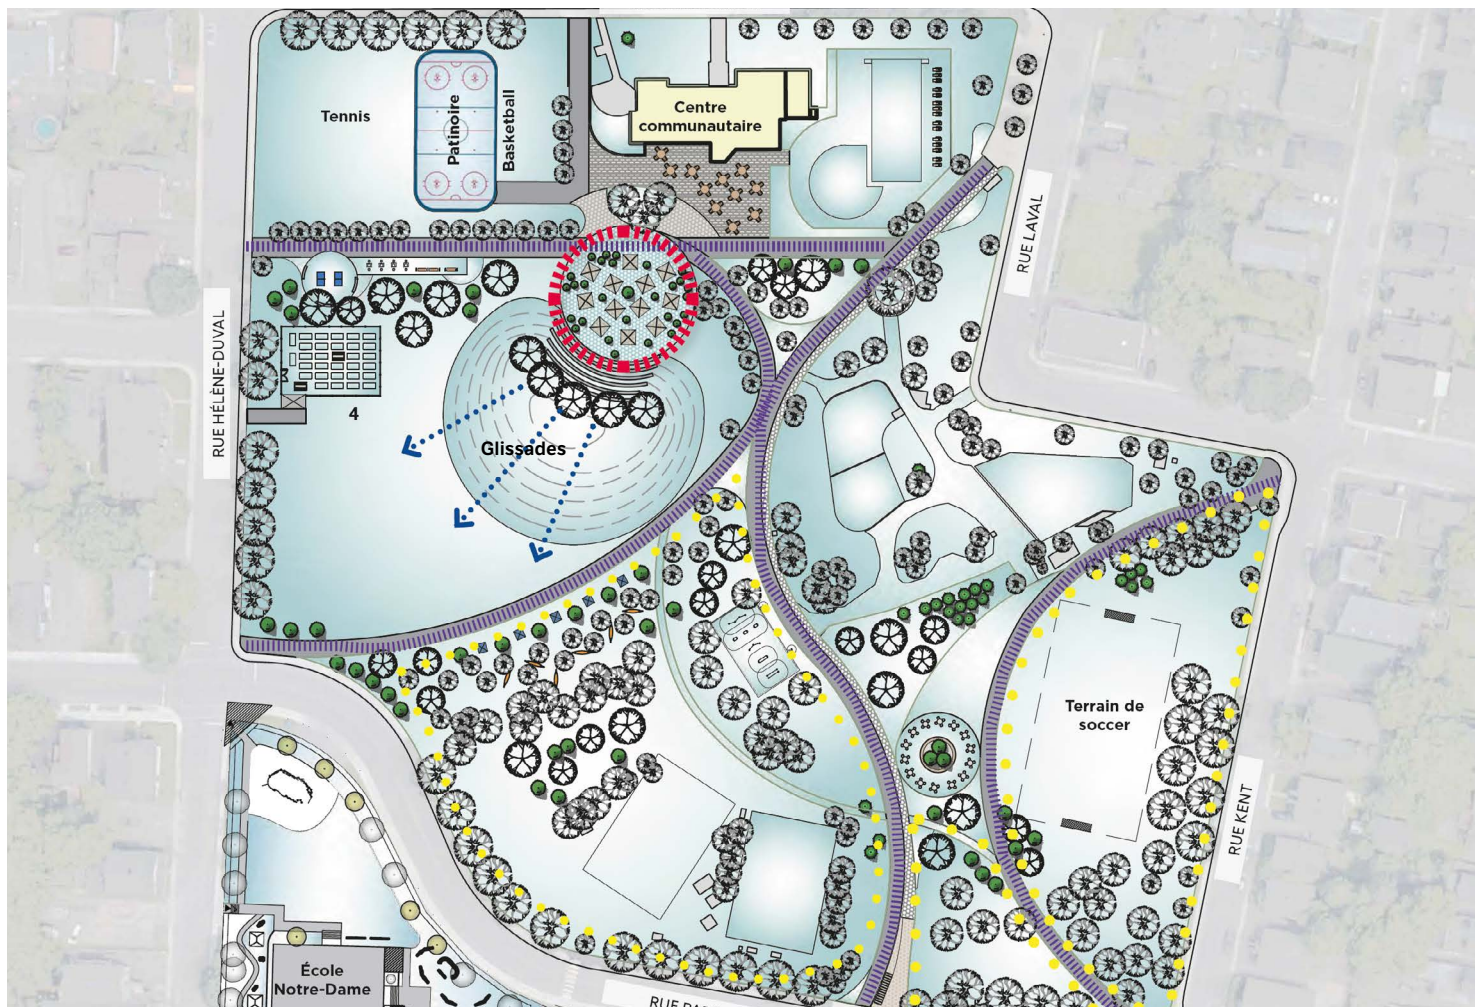 Tennis
Patinoire
Basketball
Centre
communautaire
RUE LAVAL
RUE HÉLÈNE-DUVAL
4
Glissades
Terrain de
soccer
RUE KENT
École
Notre-Dame
RUE